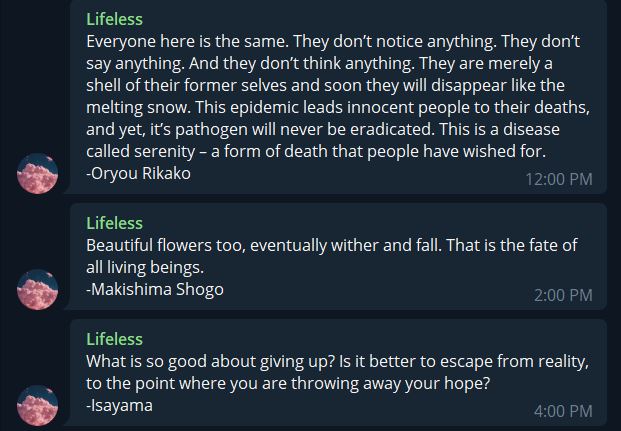 Lifeless
Everyone here is the same. They don’t notice anything. They don’t
say anything. And they don’t think anything. They are merely a
shell of their former selves and soon they will disappear like the
melting snow. This epidemic leads innocent people to their deaths,
and yet, it’s pathogen will never be eradicated. This is a disease
called serenity – a form of death that people have wished for.
-Oryou Rikako
12:00 PM
Lifeless
Beautiful flowers too, eventually wither and fall. That is the fate of
all living beings.
-Makishima Shogo
2:00 PM
Lifeless
What is so good about giving up? Is it better to escape from reality,
to the point where you are throwing away your hope?
-Isayama
4:00 PM